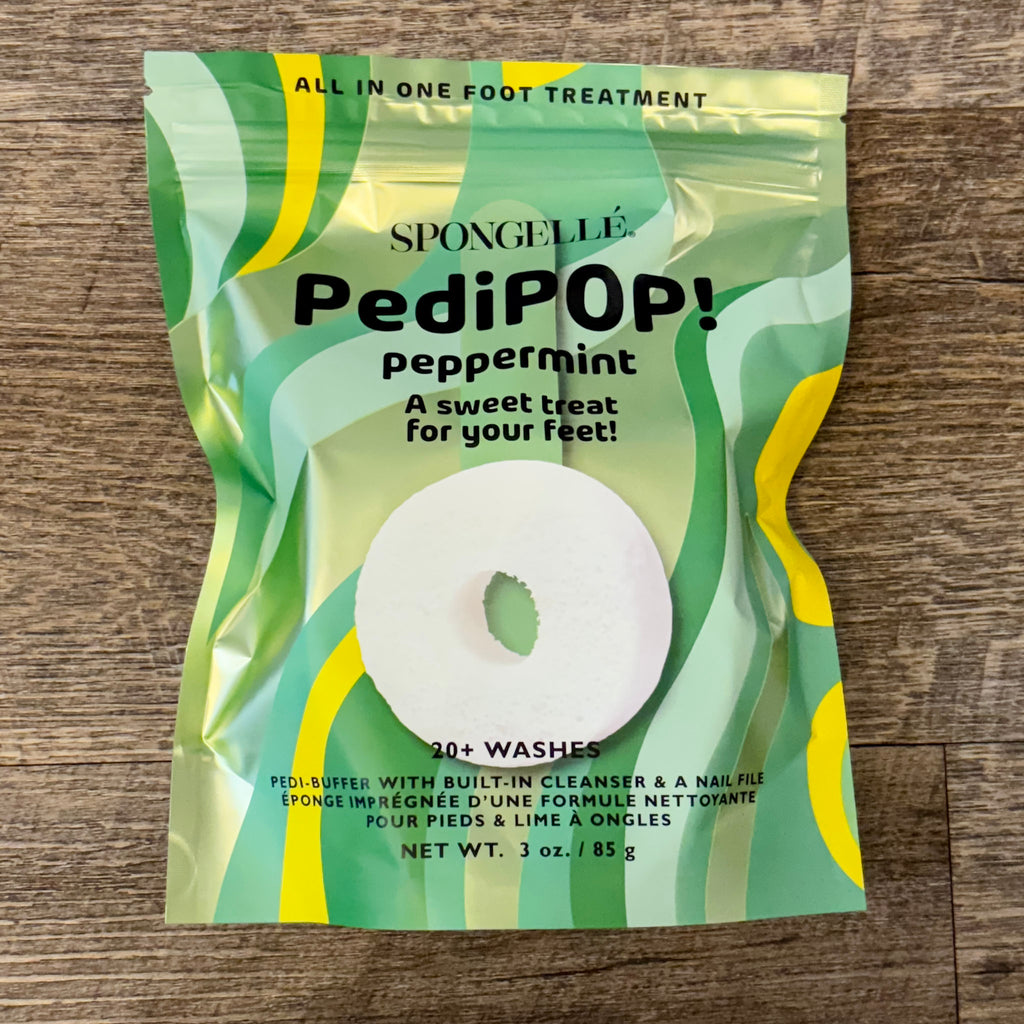 ALL IN ONE FOOT TREATMENT
SPONGELLÉ®
PediPOP!
peppermint
A sweet treat
for your feet!
20+ WASHES
PEDI-BUFFER WITH BUILT-IN CLEANSER & A NAIL FILE
ÉPONGE IMPRÉGNÉE D'UNE FORMULE NETTOYANTE
POUR PIEDS & LIME À ONGLES
NET WT. 3 oz. / 85 g